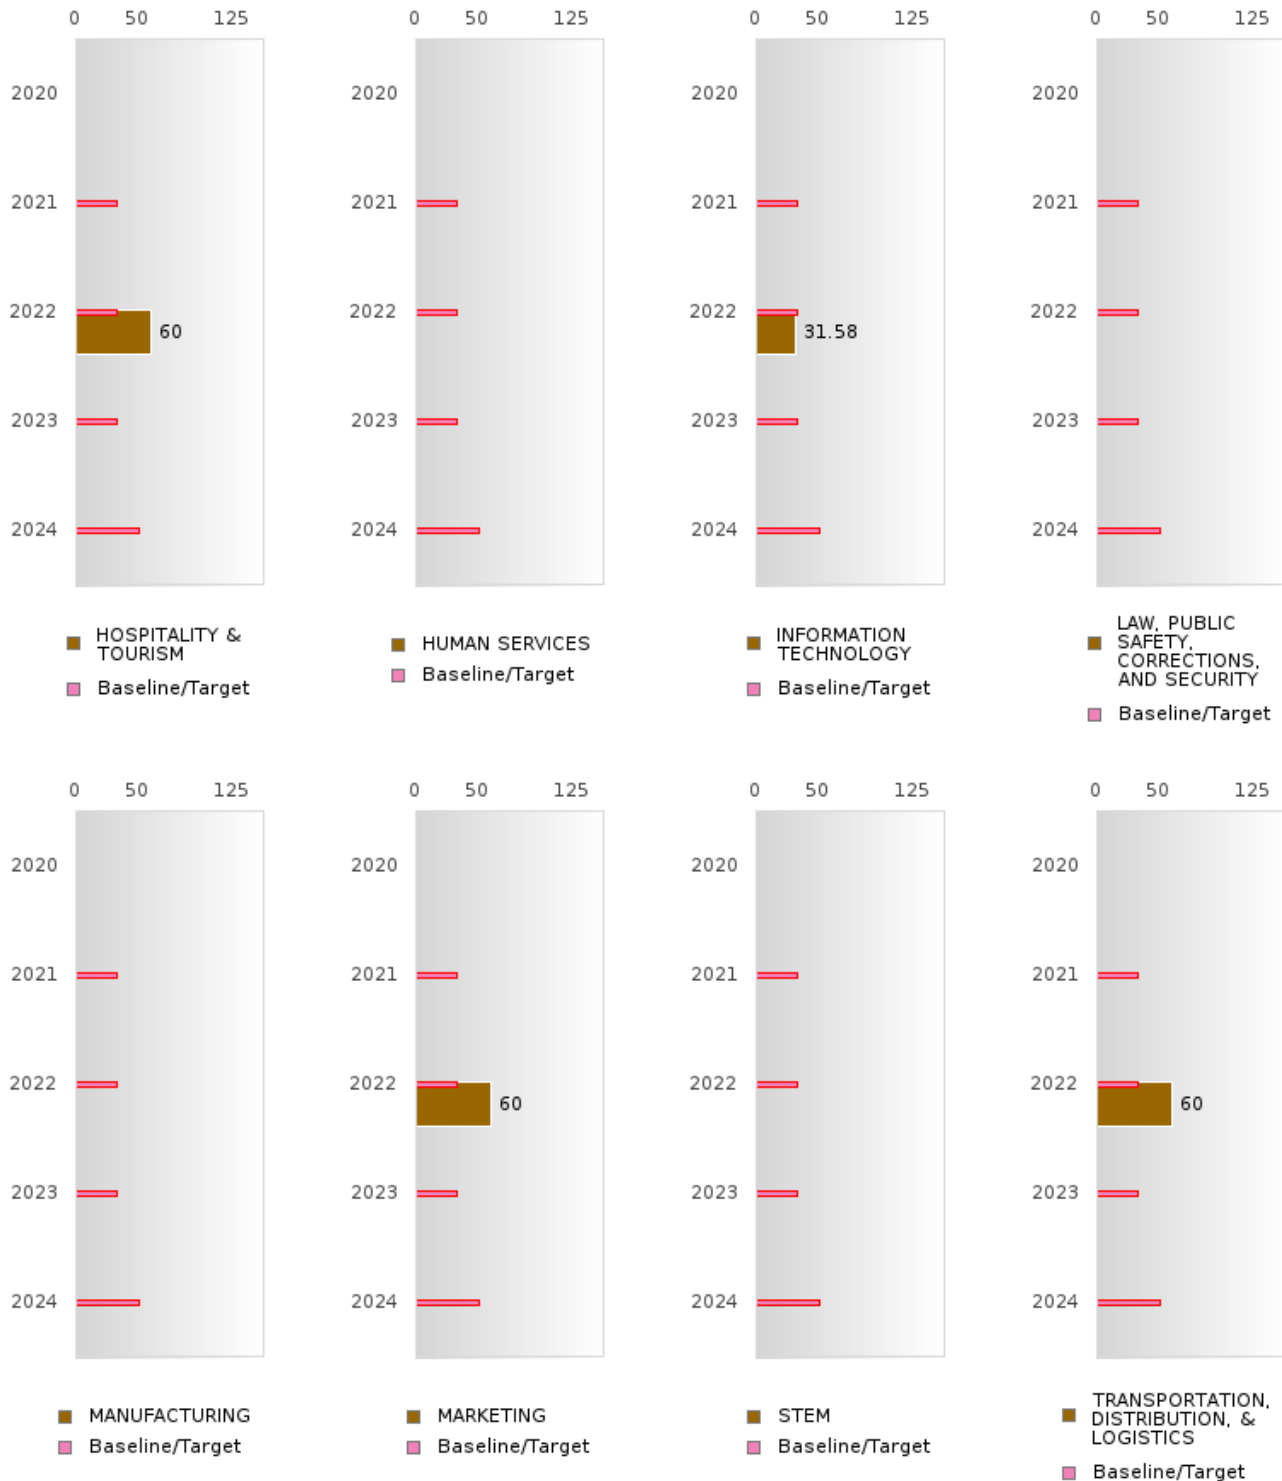 0 50 125
0 50 125
0 50 125
0 50 125
2020
2020
2020
2020
2021
2021
2021
2021
2022
60
2022
2022
31.58
2022
2023
2023
2023
2023
2024
2024
2024
2024
HOSPITALITY &
TOURISM
Baseline/Target
HUMAN SERVICES
Baseline/Target
INFORMATION
TECHNOLOGY
Baseline/Target
LAW, PUBLIC
SAFETY,
CORRECTIONS,
AND SECURITY
Baseline/Target
0 50 125
0 50 125
0 50 125
0 50 125
2020
2020
2020
2020
2021
2021
2021
2021
2022
2022
60
2022
2022
60
2023
2023
2023
2023
2024
2024
2024
2024
MANUFACTURING
Baseline/Target
MARKETING
Baseline/Target
STEM
Baseline/Target
TRANSPORTATION,
DISTRIBUTION, &
LOGISTICS
Baseline/Target